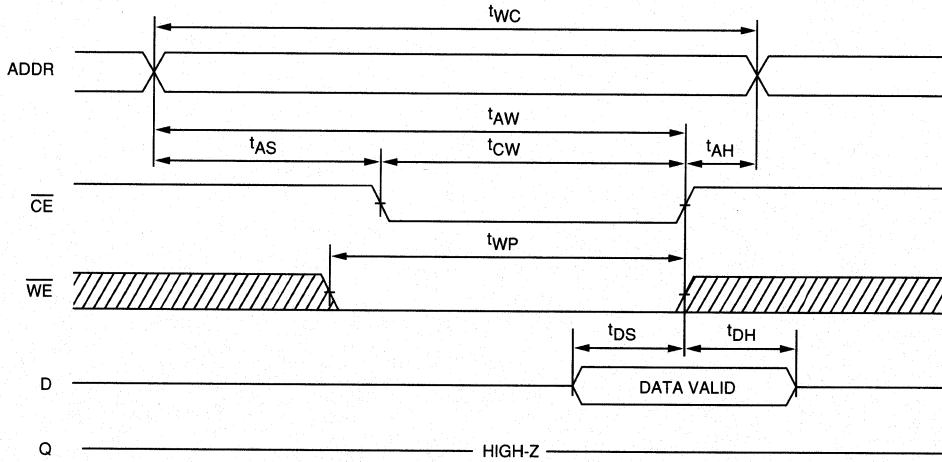 tWC
ADDR
tAW
tAS
tCW
tAH
CE
tWP
WE
tDS
tDH
D
DATA VALID
Q
HIGH-Z